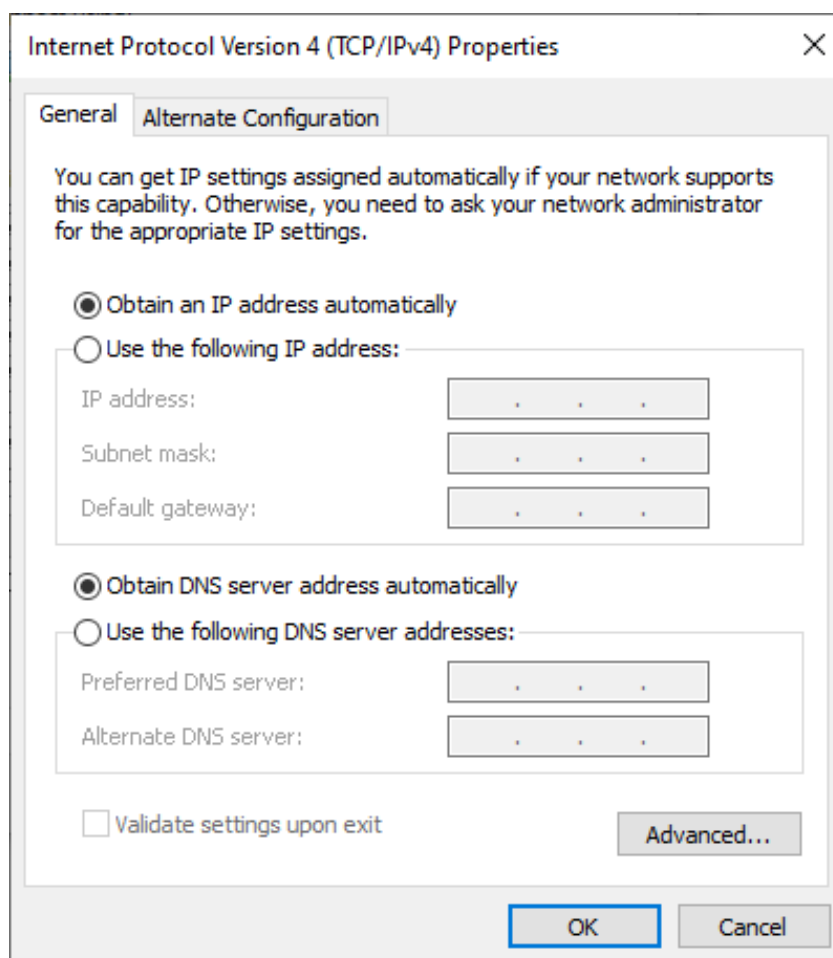 Internet Protocol Version 4 (TCP/IPv4) Properties
General
Alternate Configuration
You can get IP settings assigned automatically if your network supports
this capability. Otherwise, you need to ask your network administrator
for the appropriate IP settings.
Obtain an IP address automatically
Use the following IP address:
IP address:
Subnet mask:
Default gateway:
Obtain DNS server address automatically
Use the following DNS server addresses:
Preferred DNS server:
Alternate DNS server:
Validate settings upon exit
Advanced...
OK
Cancel